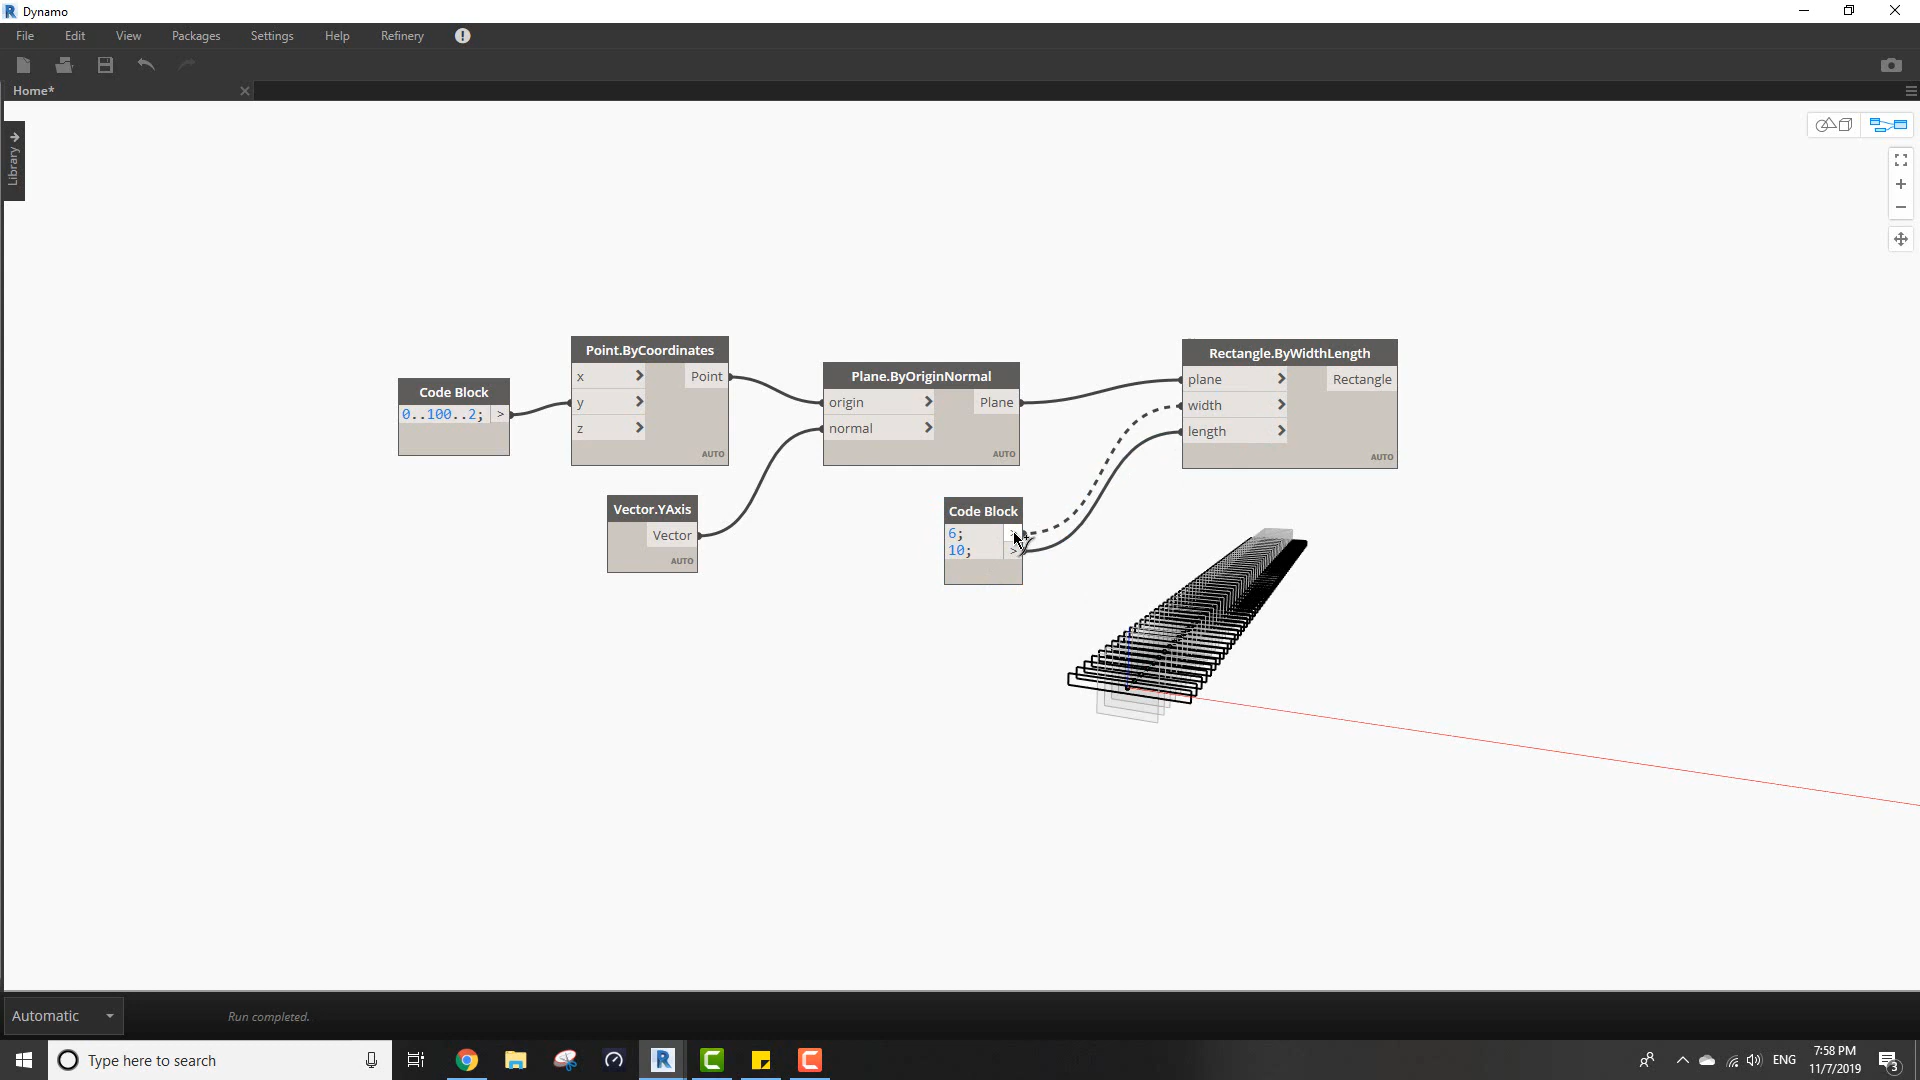 Dynamo
File Edit View Packages Settings Help Refinery
Home*
Library
Point.ByCoordinates
x
Point
y
z
AUTO
Code Block
0..100..2; >
Plane.ByOriginNormal
origin
Plane
normal
AUTO
Rectangle.ByWidthLength
plane
Rectangle
width
length
AUTO
Vector.YAxis
Vector
AUTO
Code Block
6; >
10; >
Automatic
Run completed.
Type here to search
ENG
7:58 PM
11/7/2019
3